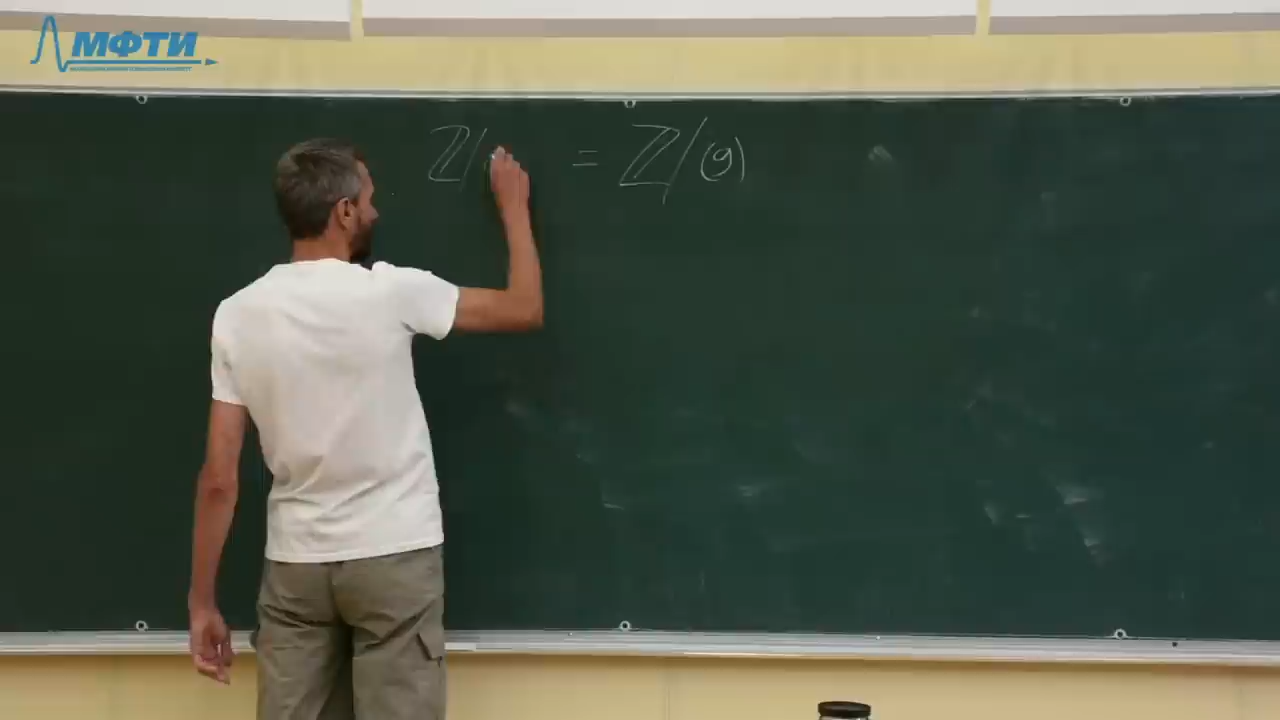 МФТИ
ℤ/ = ℤ/(9)